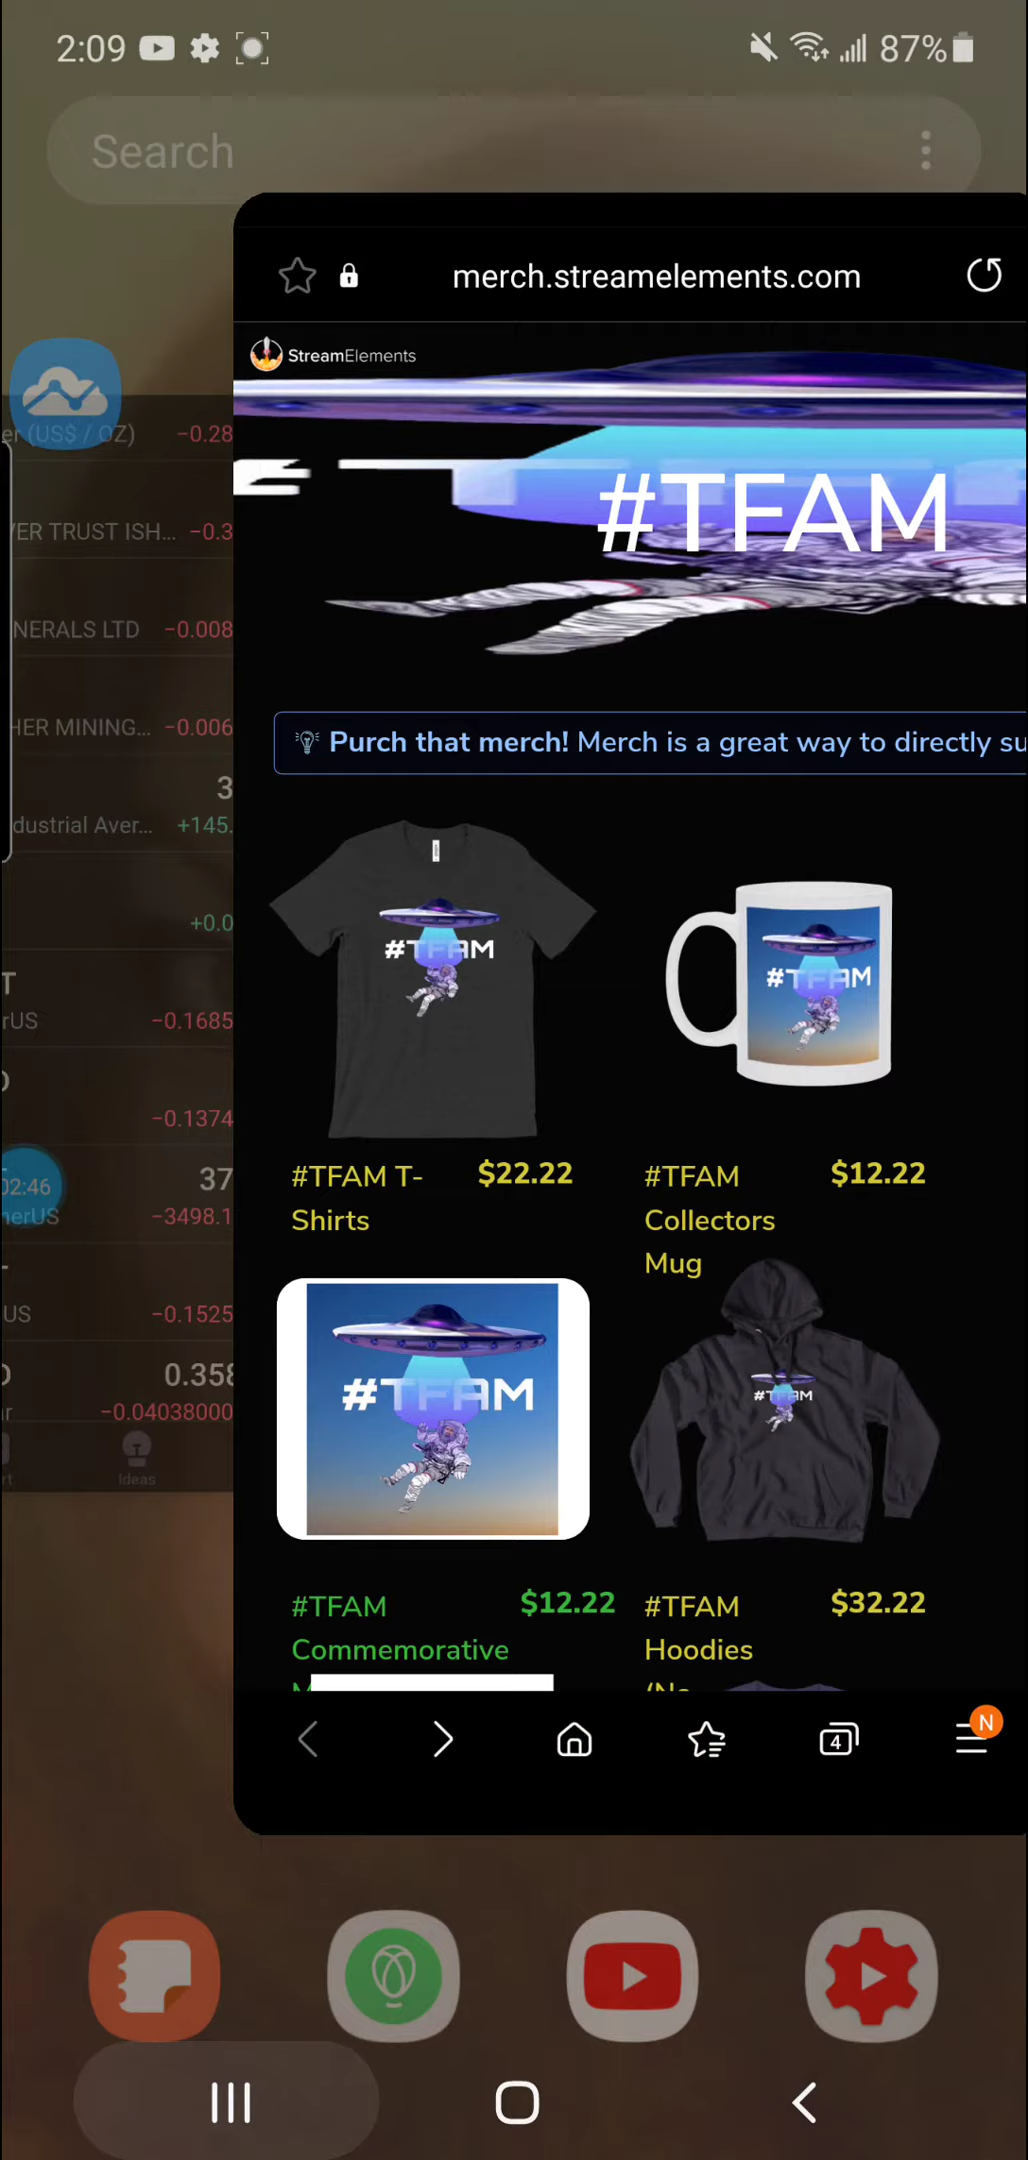 2:09 87%
Search
merch.streamelements.com
StreamElements
#TFAM
Purch that merch! Merch is a great way to directly su
er (US$ / OZ) −0.28
ER TRUST ISH... −0.3
NERALS LTD −0.008
HER MINING... −0.006
3
dustrial Aver... +145.
+0.0
T
rUS −0.1685
−0.1374
37
02:46
nerUS −3498.1
US −0.1525
0.358
r −0.04038000
rt Ideas
#TFAM
#TFAM
#TFAM T-
Shirts
$22.22
#TFAM
Collectors
Mug
$12.22
#TFAM
#TFAM
#TFAM
Commemorative
$12.22
#TFAM
Hoodies
(No
$32.22
4
N